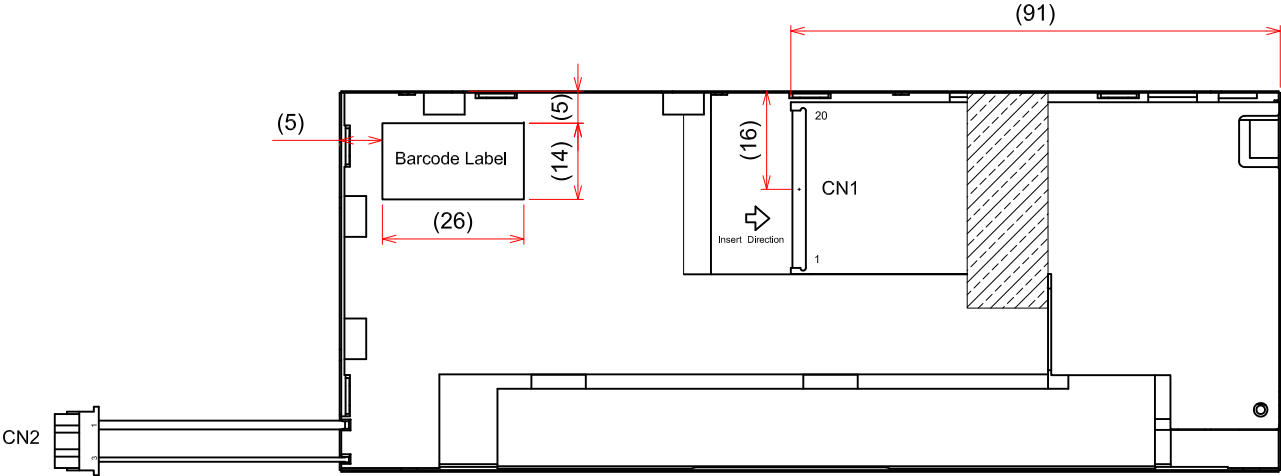 (91)
(5)
(5)
20
(16)
(14)
Barcode Label
CN1
(26)
Insert Direction
1
CN2
1
3